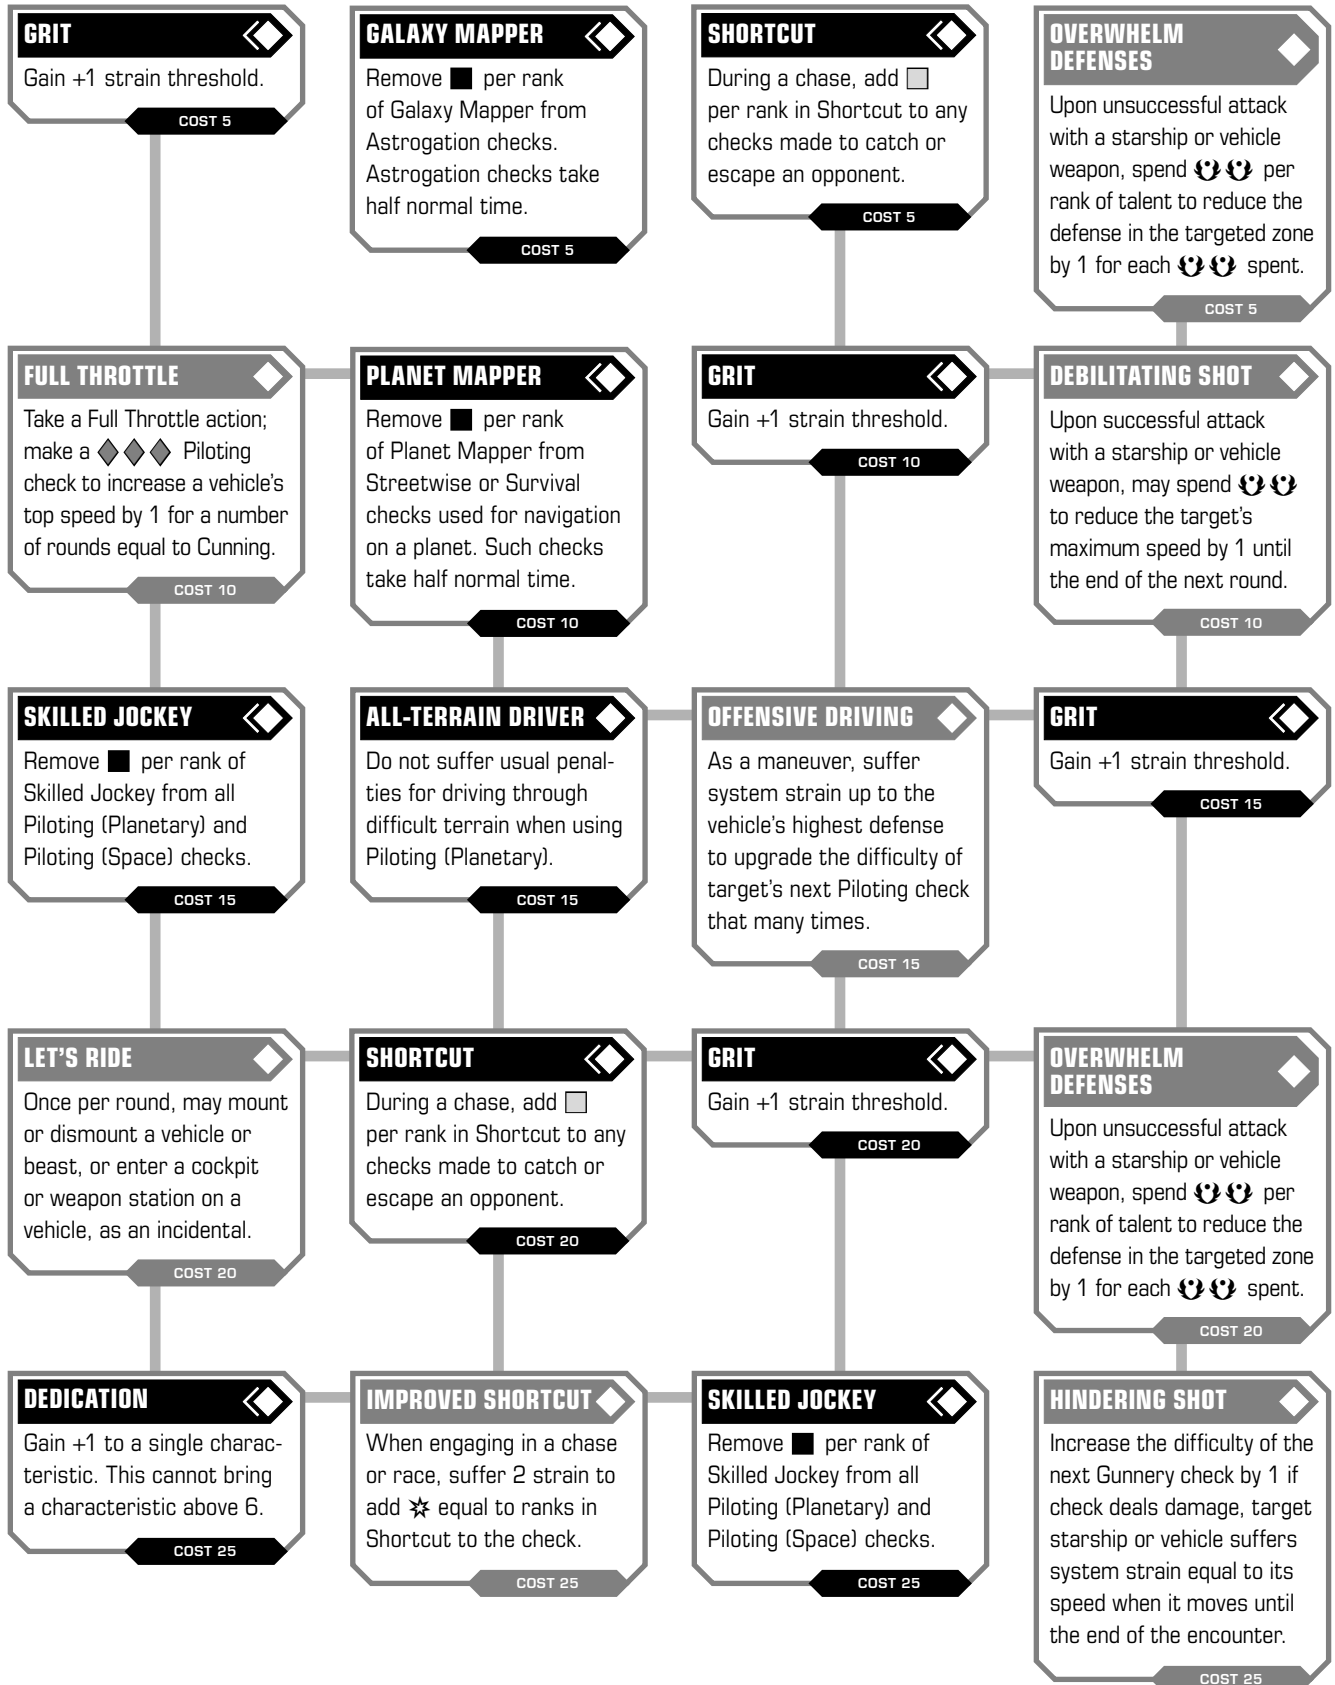 GRIT
Gain +1 strain threshold.
COST 5
GALAXY MAPPER
Remove per rank
of Galaxy Mapper from
Astrogation checks.
Astrogation checks take
half normal time.
COST 5
SHORTCUT
During a chase, add
per rank in Shortcut to any
checks made to catch or
escape an opponent.
COST 5
OVERWHELM
DEFENSES
Upon unsuccessful attack
with a starship or vehicle
weapon, spend per
rank of talent to reduce the
defense in the targeted zone
by 1 for each spent.
COST 5
FULL THROTTLE
Take a Full Throttle action;
make a Piloting
check to increase a vehicle's
top speed by 1 for a number
of rounds equal to Cunning.
COST 10
PLANET MAPPER
Remove per rank
of Planet Mapper from
Streetwise or Survival
checks used for navigation
on a planet. Such checks
take half normal time.
COST 10
GRIT
Gain +1 strain threshold.
COST 10
DEBILITATING SHOT
Upon successful attack
with a starship or vehicle
weapon, may spend
to reduce the target's
maximum speed by 1 until
the end of the next round.
COST 10
SKILLED JOCKEY
Remove per rank of
Skilled Jockey from all
Piloting (Planetary) and
Piloting (Space) checks.
COST 15
ALL-TERRAIN DRIVER
Do not suffer usual penal-
ties for driving through
difficult terrain when using
Piloting (Planetary).
COST 15
OFFENSIVE DRIVING
As a maneuver, suffer
system strain up to the
vehicle's highest defense
to upgrade the difficulty of
target's next Piloting check
that many times.
COST 15
GRIT
Gain +1 strain threshold.
COST 15
LET'S RIDE
Once per round, may mount
or dismount a vehicle or
beast, or enter a cockpit
or weapon station on a
vehicle, as an incidental.
COST 20
SHORTCUT
During a chase, add
per rank in Shortcut to any
checks made to catch or
escape an opponent.
COST 20
GRIT
Gain +1 strain threshold.
COST 20
OVERWHELM
DEFENSES
Upon unsuccessful attack
with a starship or vehicle
weapon, spend per
rank of talent to reduce the
defense in the targeted zone
by 1 for each spent.
COST 20
DEDICATION
Gain +1 to a single charac-
teristic. This cannot bring
a characteristic above 6.
COST 25
IMPROVED SHORTCUT
When engaging in a chase
or race, suffer 2 strain to
add equal to ranks in
Shortcut to the check.
COST 25
SKILLED JOCKEY
Remove per rank of
Skilled Jockey from all
Piloting (Planetary) and
Piloting (Space) checks.
COST 25
HINDERING SHOT
Increase the difficulty of the
next Gunnery check by 1 if
check deals damage, target
starship or vehicle suffers
system strain equal to its
speed when it moves until
the end of the encounter.
COST 25